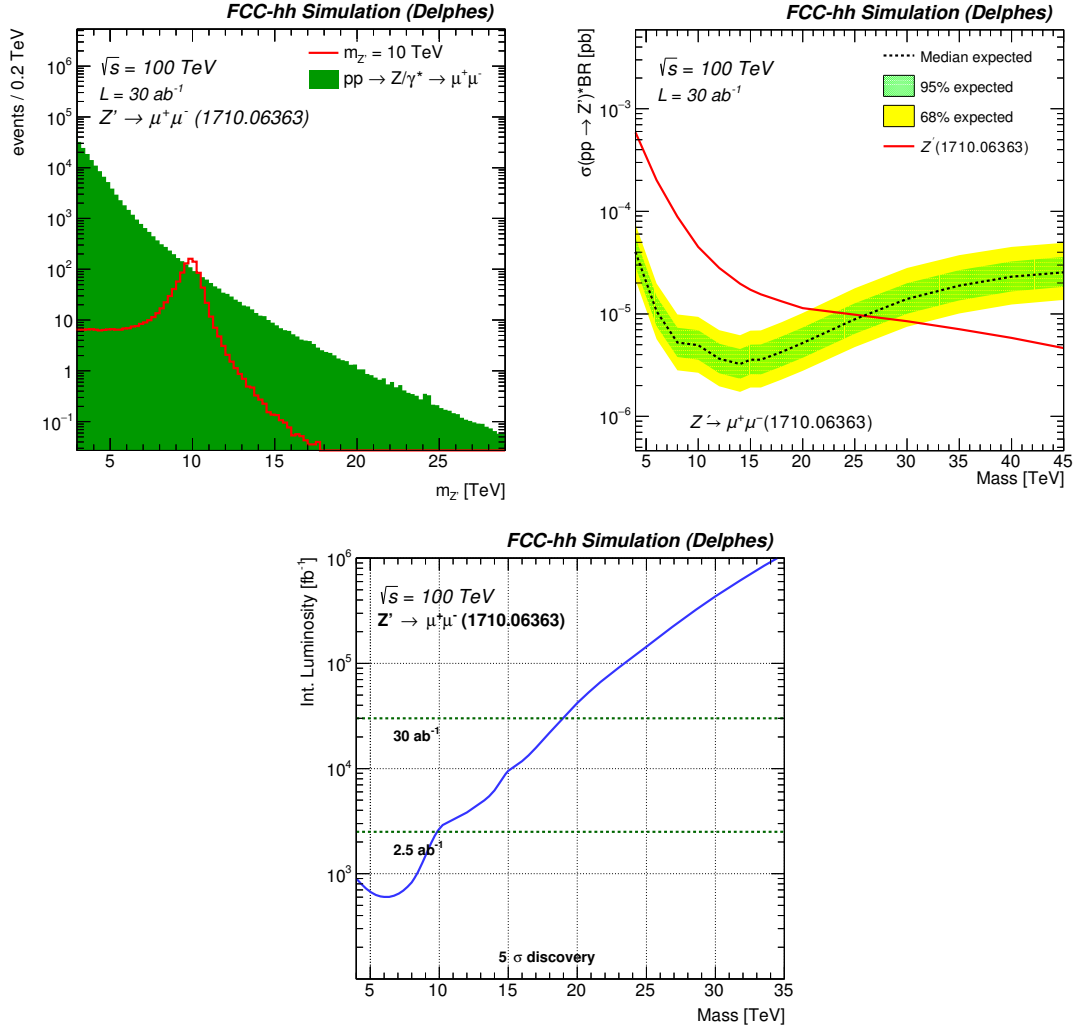 FCC-hh Simulation (Delphes)
events / 0.2 TeV
10⁶
10⁵
10⁴
10³
10²
10
1
10⁻¹
√s = 100 TeV
L = 30 ab⁻¹
Z' → μ⁺μ⁻ (1710.06363)
m_Z' = 10 TeV
pp → Z/γ* → μ⁺μ⁻
5 10 15 20 25
m_Z' [TeV]
FCC-hh Simulation (Delphes)
σ(pp → Z')*BR [pb]
10⁻³
10⁻⁴
10⁻⁵
10⁻⁶
√s = 100 TeV
L = 30 ab⁻¹
Median expected
95% expected
68% expected
Z'(1710.06363)
Z' → μ⁺μ⁻(1710.06363)
5 10 15 20 25 30 35 40 45
Mass [TeV]
FCC-hh Simulation (Delphes)
Int. Luminosity [fb⁻¹]
10⁶
10⁵
10⁴
10³
√s = 100 TeV
Z' → μ⁺μ⁻ (1710.06363)
30 ab⁻¹
2.5 ab⁻¹
5 σ discovery
5 10 15 20 25 30 35
Mass [TeV]